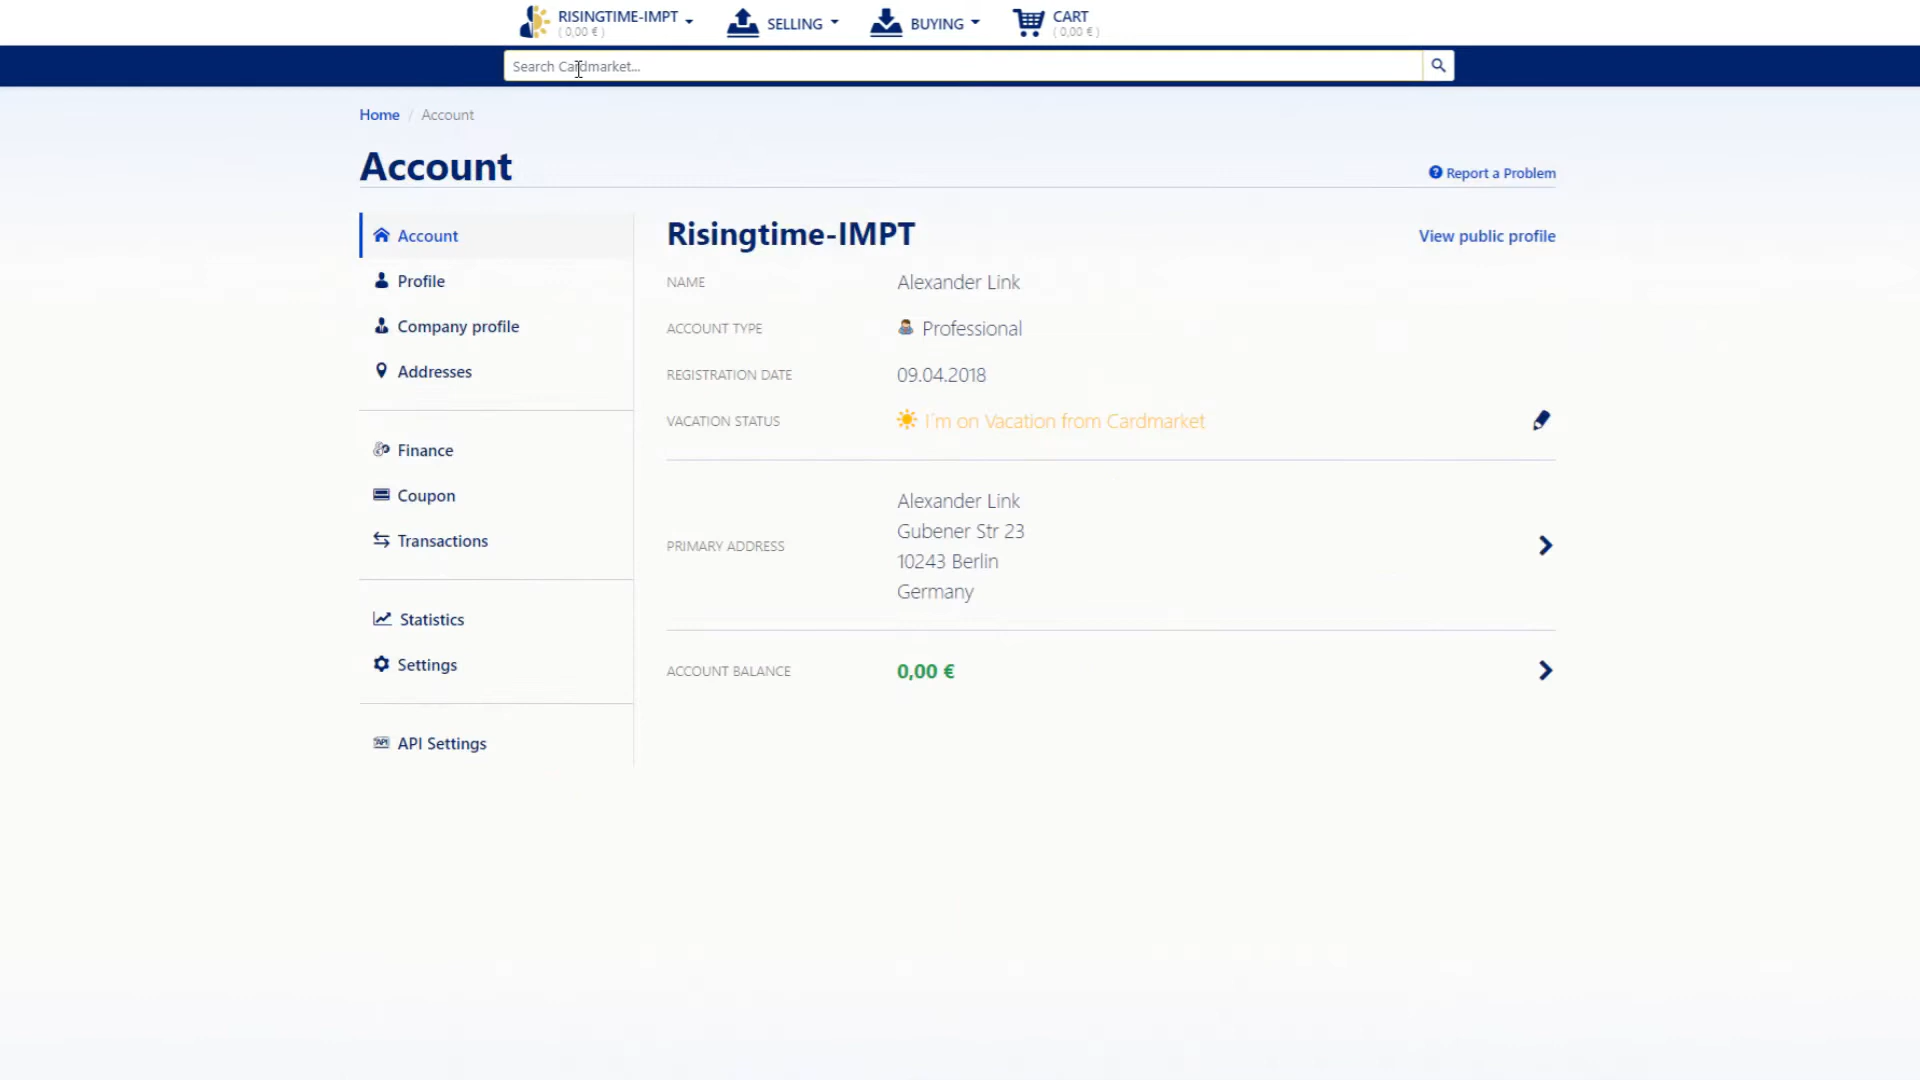 RISINGTIME-IMPT
( 0,00 € )
SELLING
BUYING
CART
( 0,00 € )
Search Cardmarket...
Home / Account
Account
Report a Problem
Account
Profile
Company profile
Addresses
Finance
Coupon
Transactions
Statistics
Settings
API Settings
Risingtime-IMPT
View public profile
NAME
Alexander Link
ACCOUNT TYPE
Professional
REGISTRATION DATE
09.04.2018
VACATION STATUS
I´m on Vacation from Cardmarket
PRIMARY ADDRESS
Alexander Link
Gubener Str 23
10243 Berlin
Germany
ACCOUNT BALANCE
0,00 €